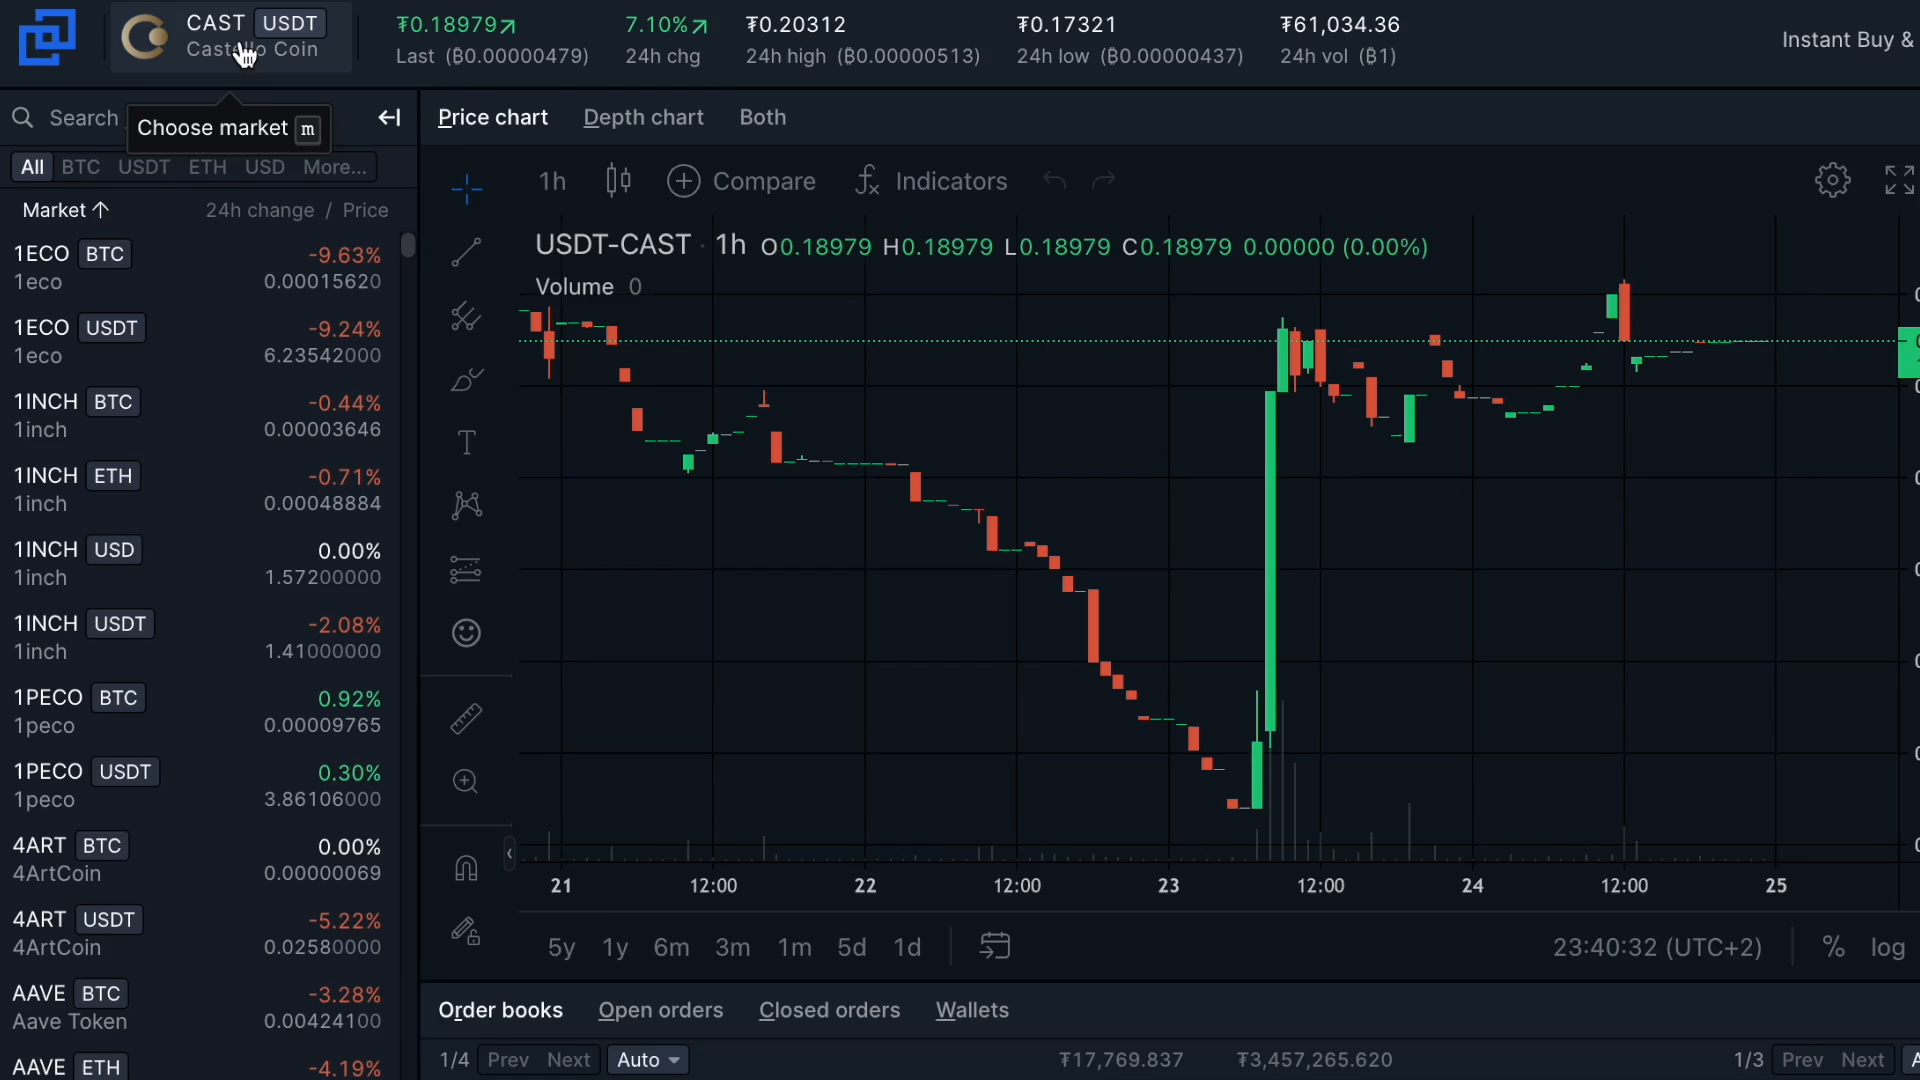 CAST USDT
Castello Coin
₮0.18979↗
Last (₿0.00000479)
7.10%↗
24h chg
₮0.20312
24h high (₿0.00000513)
₮0.17321
24h low (₿0.00000437)
₮61,034.36
24h vol (₿1)
Instant Buy &
Search
Choose market m
All BTC USDT ETH USD More...
Market ↑ 24h change / Price
1ECO BTC -9.63%
1eco 0.00015620
1ECO USDT -9.24%
1eco 6.23542000
1INCH BTC -0.44%
1inch 0.00003646
1INCH ETH -0.71%
1inch 0.00048884
1INCH USD 0.00%
1inch 1.57200000
1INCH USDT -2.08%
1inch 1.41000000
1PECO BTC 0.92%
1peco 0.00009765
1PECO USDT 0.30%
1peco 3.86106000
4ART BTC 0.00%
4ArtCoin 0.00000069
4ART USDT -5.22%
4ArtCoin 0.02580000
AAVE BTC -3.28%
Aave Token 0.00424100
AAVE ETH -4.19%
Price chart Depth chart Both
1h Compare Indicators
USDT-CAST · 1h O0.18979 H0.18979 L0.18979 C0.18979 0.00000 (0.00%)
Volume 0
21 12:00 22 12:00 23 12:00 24 12:00 25
5y 1y 6m 3m 1m 5d 1d
23:40:32 (UTC+2) % log
Order books Open orders Closed orders Wallets
1/4 Prev Next Auto ₮17,769.837 ₮3,457,265.620 1/3 Prev Next